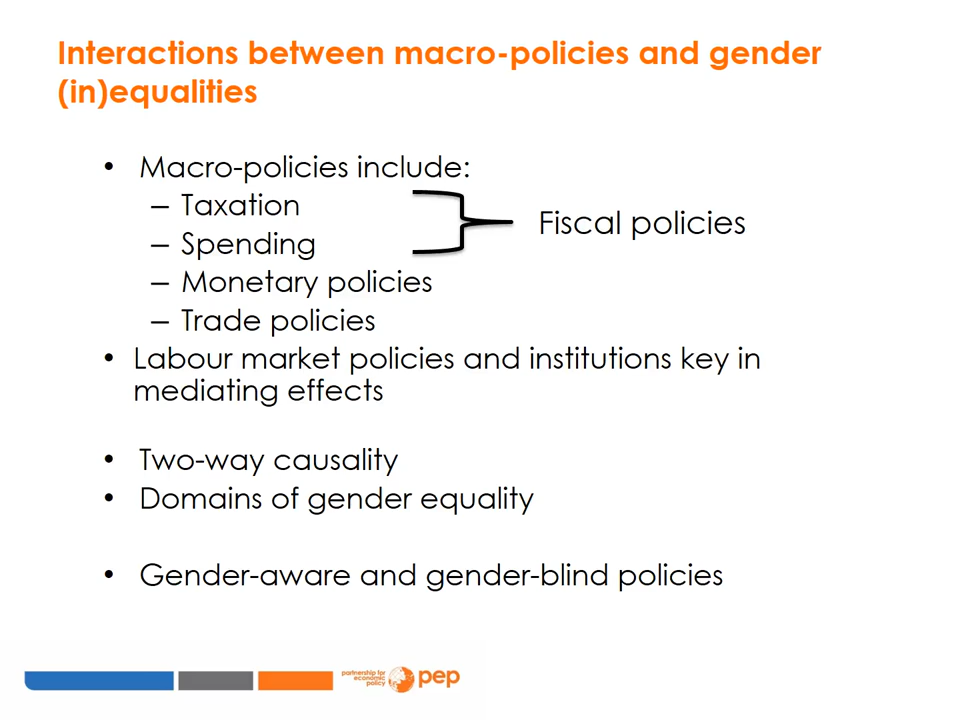 Interactions between macro-policies and gender
(in)equalities
• Macro-policies include:
– Taxation
– Spending
Fiscal policies
– Monetary policies
– Trade policies
• Labour market policies and institutions key in
mediating effects
• Two-way causality
• Domains of gender equality
• Gender-aware and gender-blind policies
partnership for
economic
policy
pep